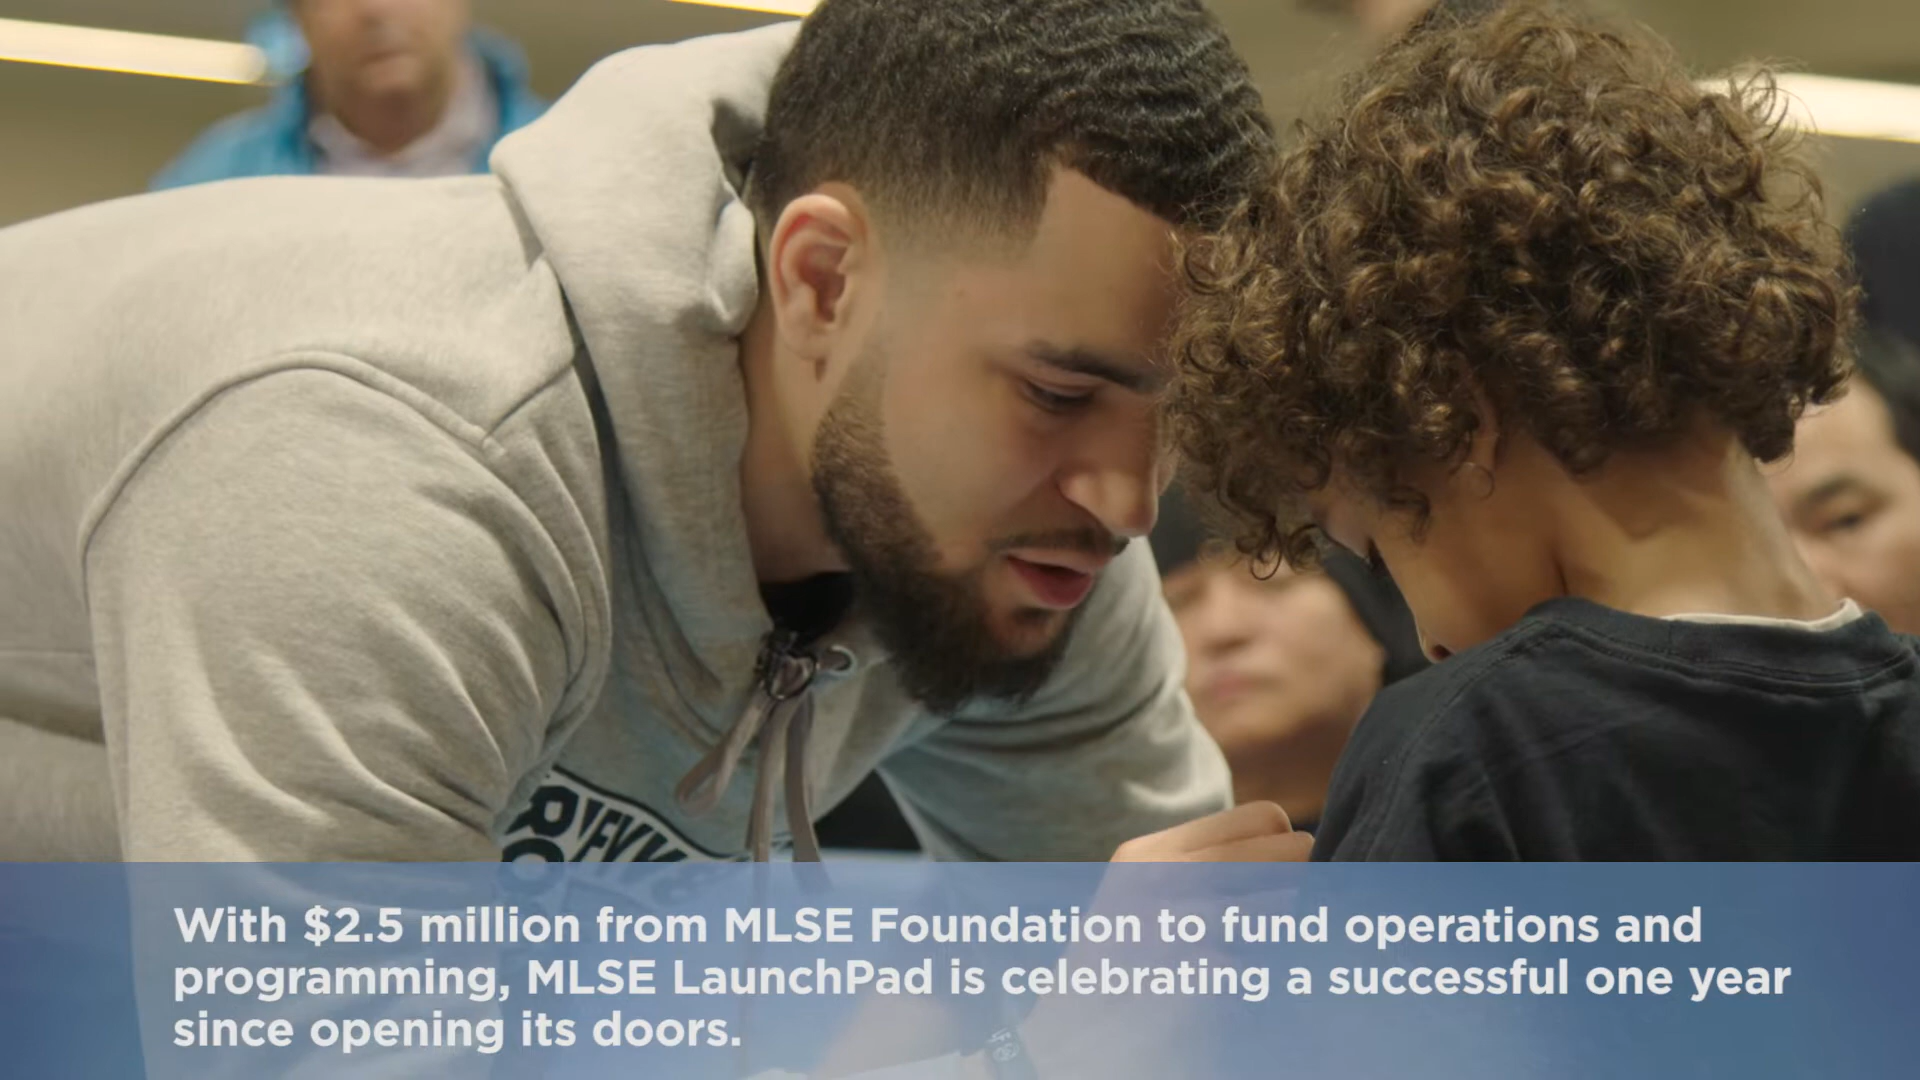 With $2.5 million from MLSE Foundation to fund operations and
programming, MLSE LaunchPad is celebrating a successful one year
since opening its doors.